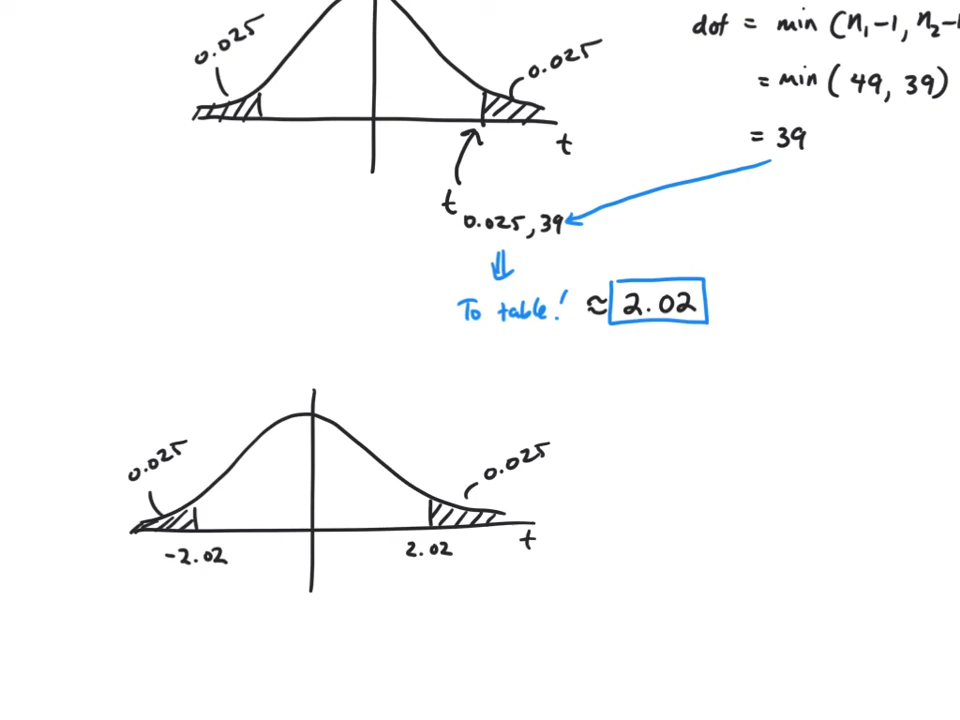 0.025
0.025
dof = min (n₁-1, n₂-1
= min ( 49, 39)
= 39
t
t 0.025, 39
To table! ≈ 2.02
0.025
0.025
-2.02
2.02
t